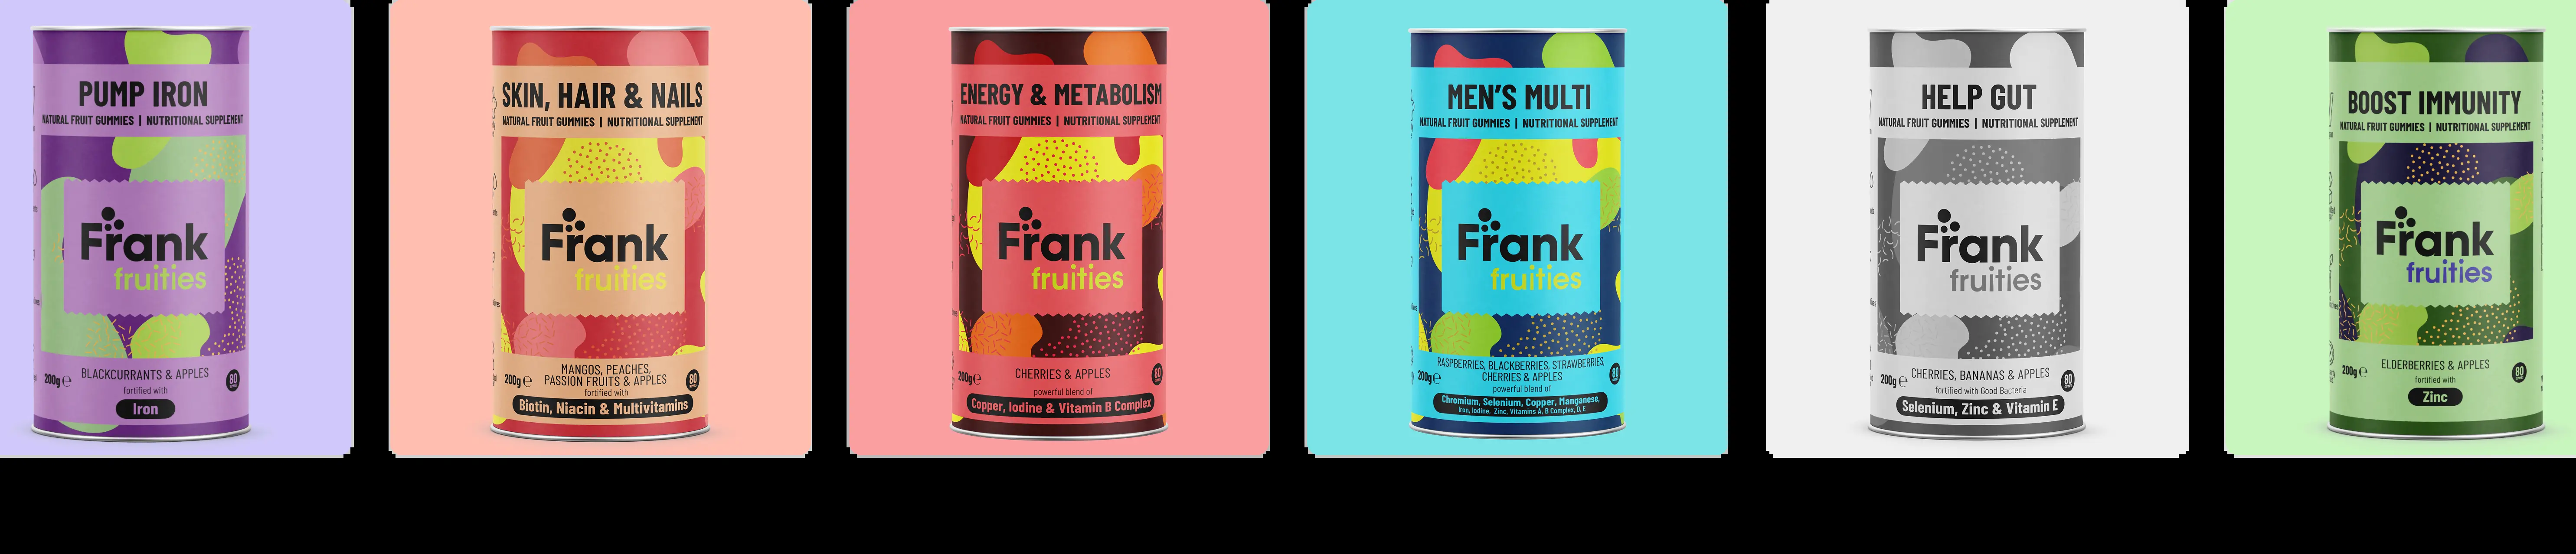 PUMP IRON
NATURAL FRUIT GUMMIES | NUTRITIONAL SUPPLEMENT
Frank
fruities
BLACKCURRANTS & APPLES
200g ℮
fortified with
80
Iron
SKIN, HAIR & NAILS
NATURAL FRUIT GUMMIES | NUTRITIONAL SUPPLEMENT
Frank
fruities
MANGOS, PEACHES,
PASSION FRUITS & APPLES
200g ℮
fortified with
80
Biotin, Niacin & Multivitamins
ENERGY & METABOLISM
NATURAL FRUIT GUMMIES | NUTRITIONAL SUPPLEMENT
Frank
fruities
CHERRIES & APPLES
200g ℮
powerful blend of
80
Copper, Iodine & Vitamin B Complex
MEN'S MULTI
NATURAL FRUIT GUMMIES | NUTRITIONAL SUPPLEMENT
Frank
fruities
RASPBERRIES, BLACKBERRIES, STRAWBERRIES,
CHERRIES & APPLES
200g ℮
powerful blend of
80
Chromium, Selenium, Copper, Manganese,
Iron, Iodine, Zinc, Vitamins A, B Complex, D, E
HELP GUT
NATURAL FRUIT GUMMIES | NUTRITIONAL SUPPLEMENT
Frank
fruities
CHERRIES, BANANAS & APPLES
200g ℮
fortified with Good Bacteria
80
Selenium, Zinc & Vitamin E
BOOST IMMUNITY
NATURAL FRUIT GUMMIES | NUTRITIONAL SUPPLEMENT
Frank
fruities
ELDERBERRIES & APPLES
200g ℮
fortified with
80
Zinc